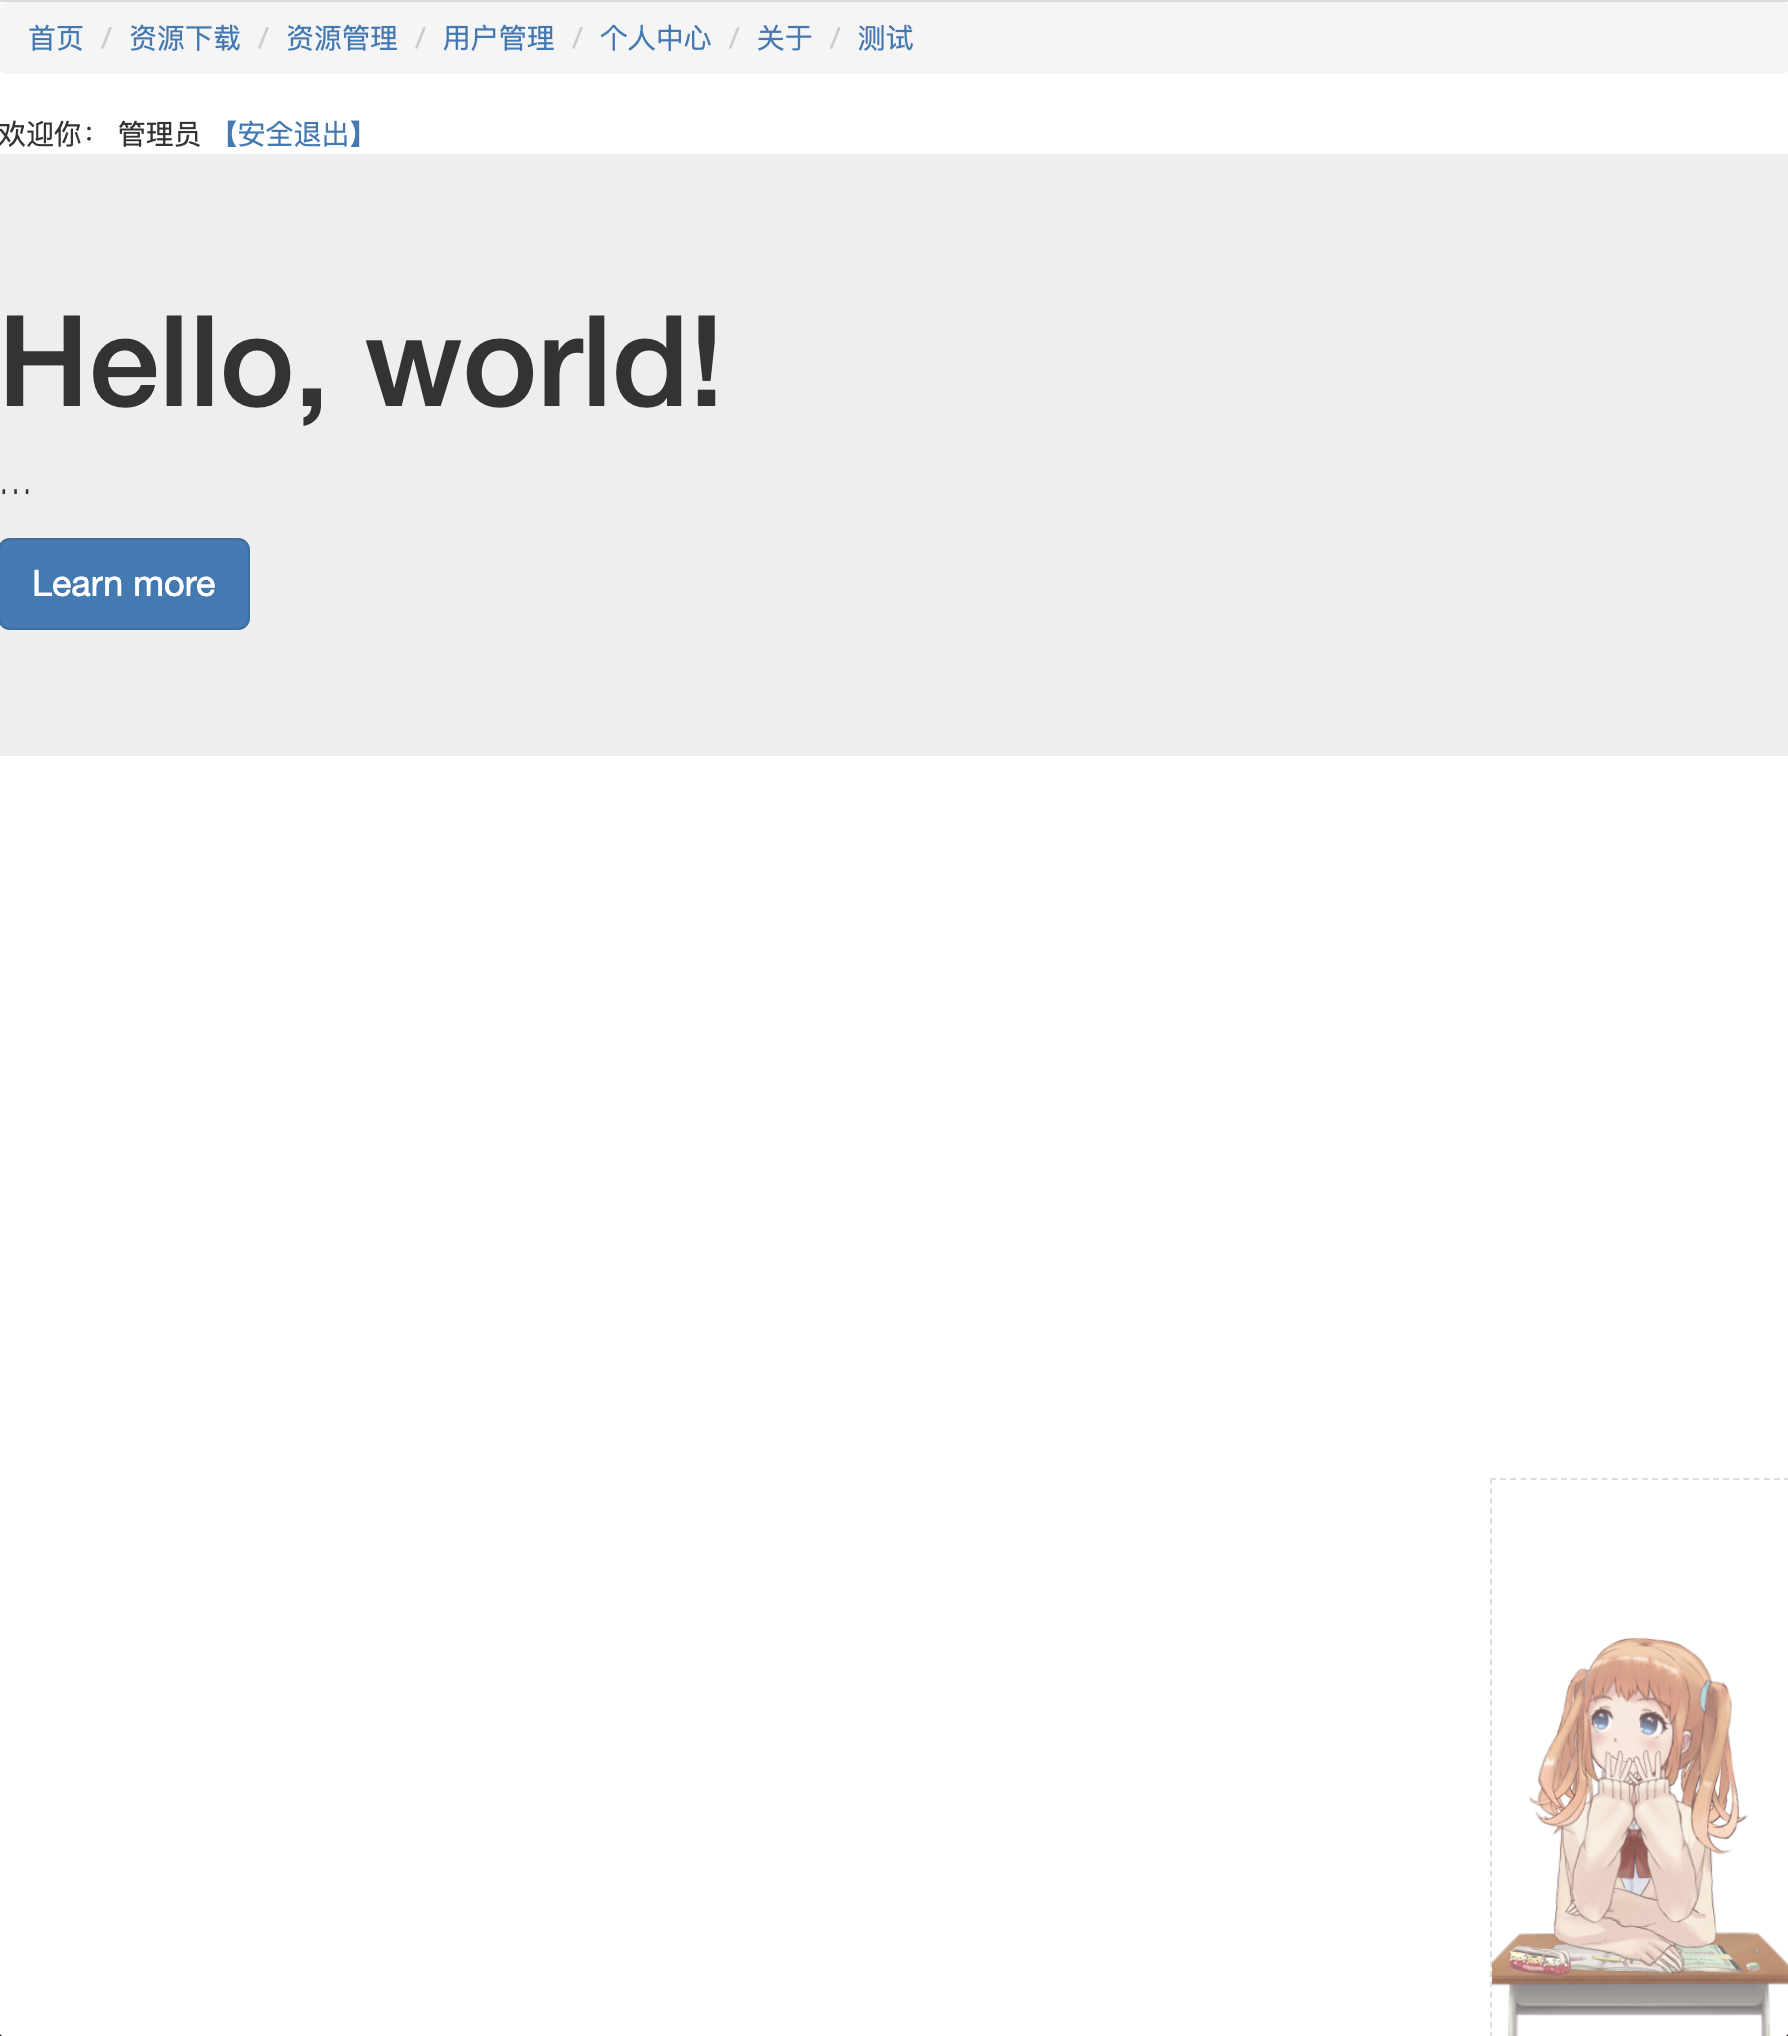 首页 / 资源下载 / 资源管理 / 用户管理 / 个人中心 / 关于 / 测试
欢迎你： 管理员 【安全退出】
Hello, world!
...
Learn more